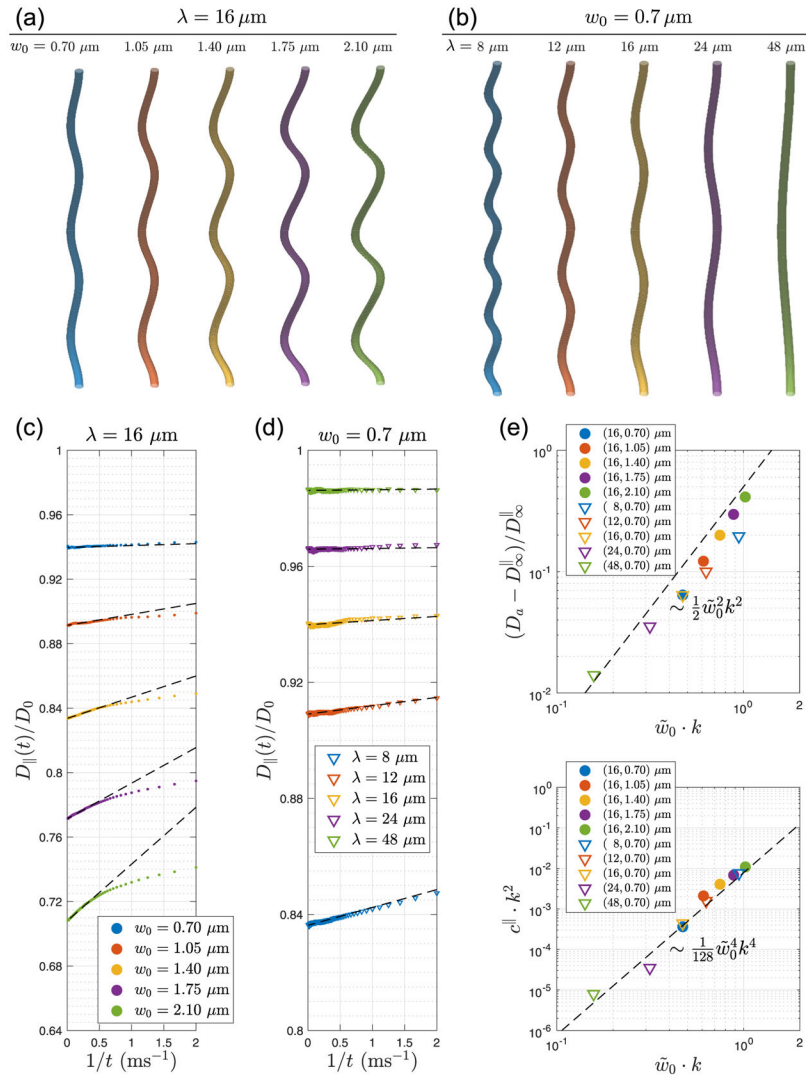 (a)
λ = 16 μm
w₀ = 0.70 μm 1.05 μm 1.40 μm 1.75 μm 2.10 μm
(b)
w₀ = 0.7 μm
λ = 8 μm 12 μm 16 μm 24 μm 48 μm
(c)
λ = 16 μm
1
0.96
0.92
0.88
0.84
0.8
0.76
0.72
0.68
0.64
D∥(t)/D₀
0 0.5 1 1.5 2
1/t (ms⁻¹)
w₀ = 0.70 μm
w₀ = 1.05 μm
w₀ = 1.40 μm
w₀ = 1.75 μm
w₀ = 2.10 μm
(d)
w₀ = 0.7 μm
1
0.96
0.92
0.88
0.84
0.8
D∥(t)/D₀
0 0.5 1 1.5 2
1/t (ms⁻¹)
λ = 8 μm
λ = 12 μm
λ = 16 μm
λ = 24 μm
λ = 48 μm
(e)
10⁰
10⁻¹
10⁻²
(Dₐ − D∞∥)/D∞∥
(16, 0.70) μm
(16, 1.05) μm
(16, 1.40) μm
(16, 1.75) μm
(16, 2.10) μm
( 8, 0.70) μm
(12, 0.70) μm
(16, 0.70) μm
(24, 0.70) μm
(48, 0.70) μm
~ 1/2 w̃₀²k²
10⁻¹ 10⁰ 2
w̃₀ · k
10⁰
10⁻¹
10⁻²
10⁻³
10⁻⁴
10⁻⁵
10⁻⁶
c∥ · k²
(16, 0.70) μm
(16, 1.05) μm
(16, 1.40) μm
(16, 1.75) μm
(16, 2.10) μm
( 8, 0.70) μm
(12, 0.70) μm
(16, 0.70) μm
(24, 0.70) μm
(48, 0.70) μm
~ 1/128 w̃₀⁴k⁴
10⁻¹ 10⁰ 2
w̃₀ · k